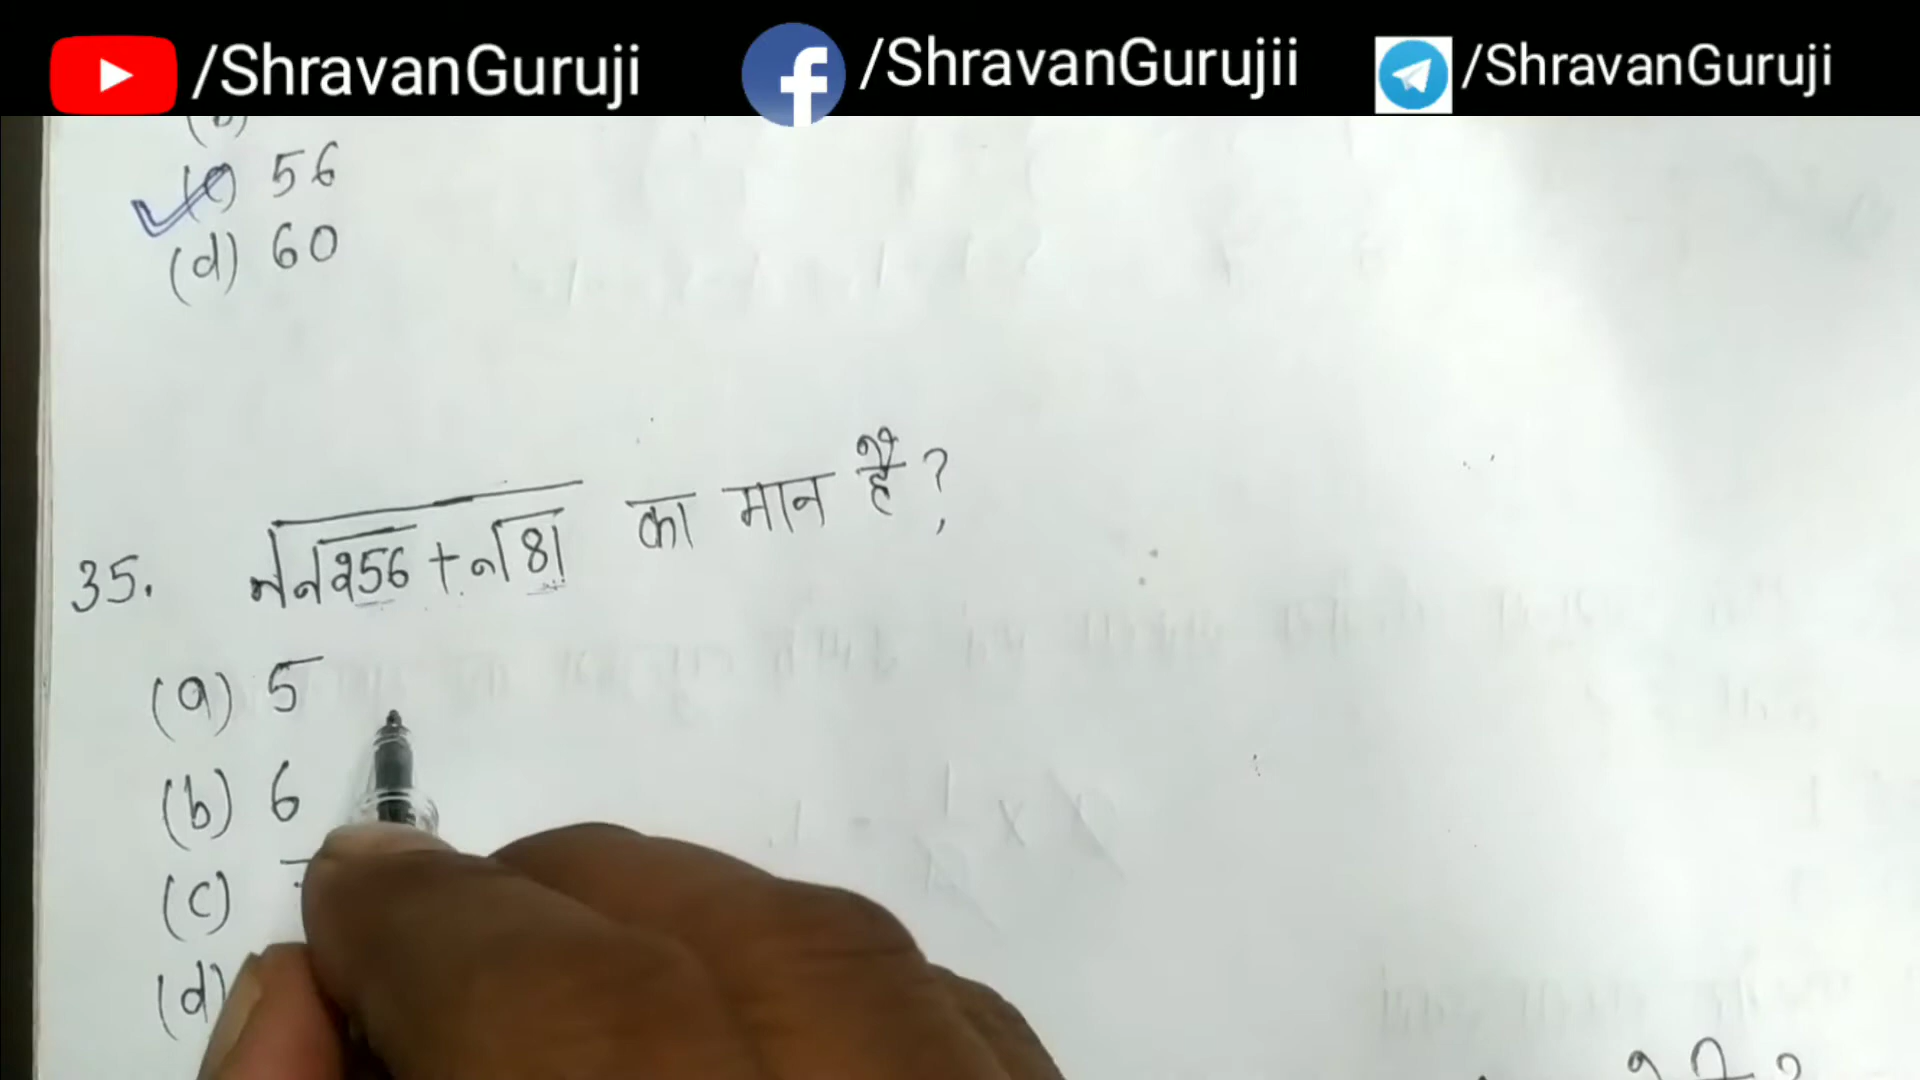 /ShravanGuruji /ShravanGurujii /ShravanGuruji
(c) 56
(d) 60
35. √(√256 + √81) का मान है?
(a) 5
(b) 6
(c)
(d)